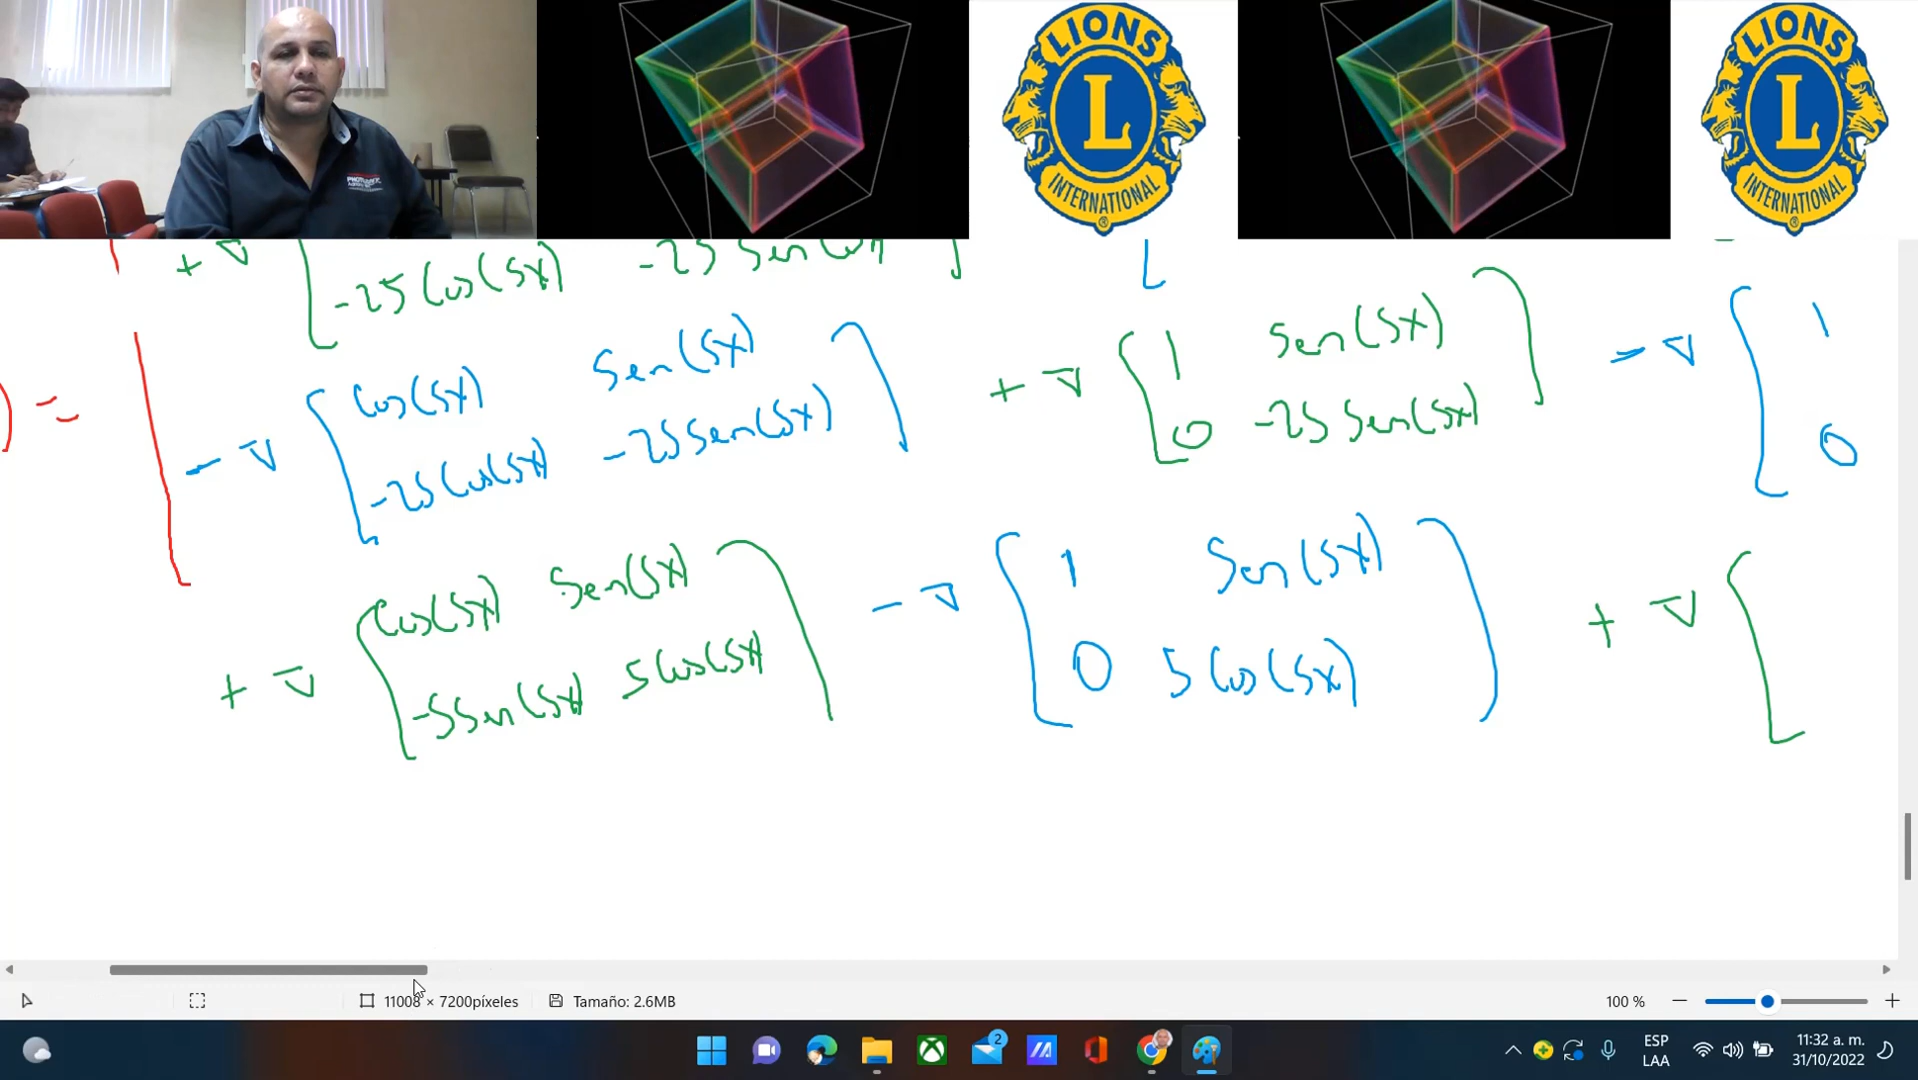 LIONS
L
INTERNATIONAL
®
LIONS
L
INTERNATIONAL
®
+ ∇ [ -25 Cos(5x) -25 Sen
) = - ∇ [ Cos(5x) Sen(5x) ] + ∇ [ 1 Sen(5x) ] - ∇ [ 1
-25 Cos(5x) -25 Sen(5x) 0 -25 Sen(5x) 0
+ ∇ [ Cos(5x) Sen(5x) ] - ∇ [ 1 Sen(5x) ] + ∇ [
-5 Sen(5x) 5 Cos(5x) 0 5 Cos(5x)
11008 × 7200píxeles Tamaño: 2.6MB 100 %
2
ESP
LAA
11:32 a. m.
31/10/2022